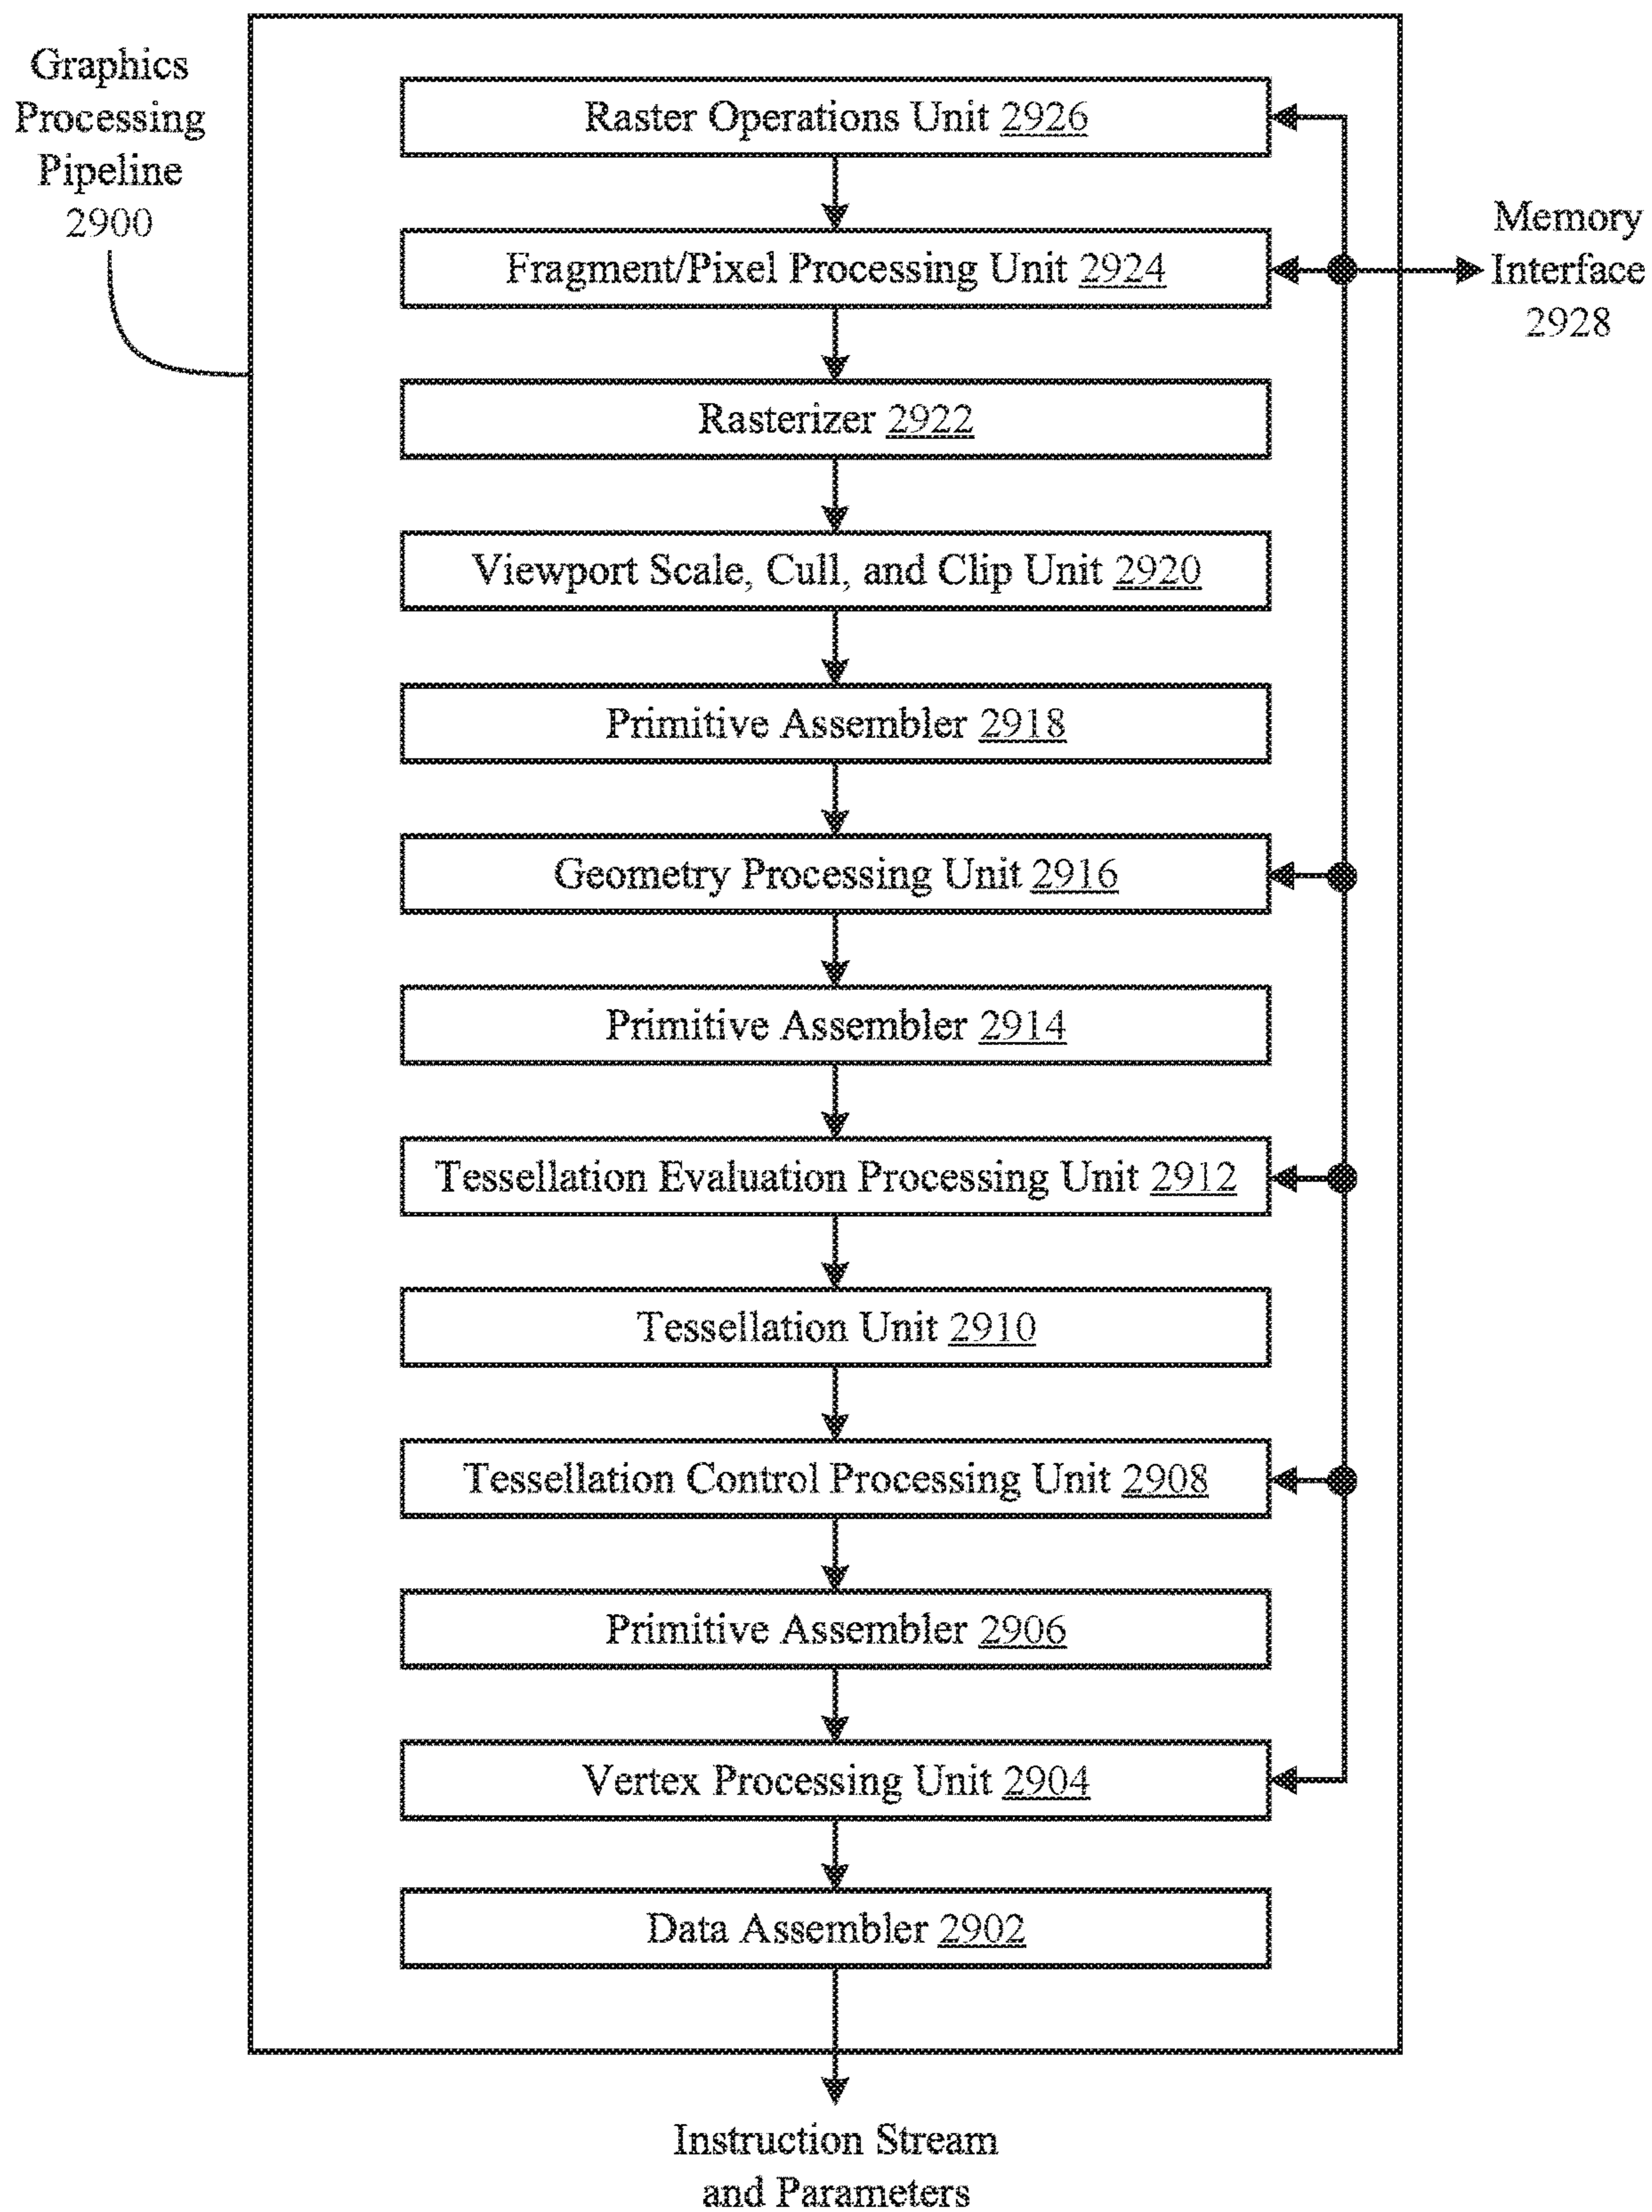 Graphics
Processing
Pipeline
2900
Raster Operations Unit 2926
Fragment/Pixel Processing Unit 2924
Memory
Interface
2928
Rasterizer 2922
Viewport Scale, Cull, and Clip Unit 2920
Primitive Assembler 2918
Geometry Processing Unit 2916
Primitive Assembler 2914
Tessellation Evaluation Processing Unit 2912
Tessellation Unit 2910
Tessellation Control Processing Unit 2908
Primitive Assembler 2906
Vertex Processing Unit 2904
Data Assembler 2902
Instruction Stream
and Parameters